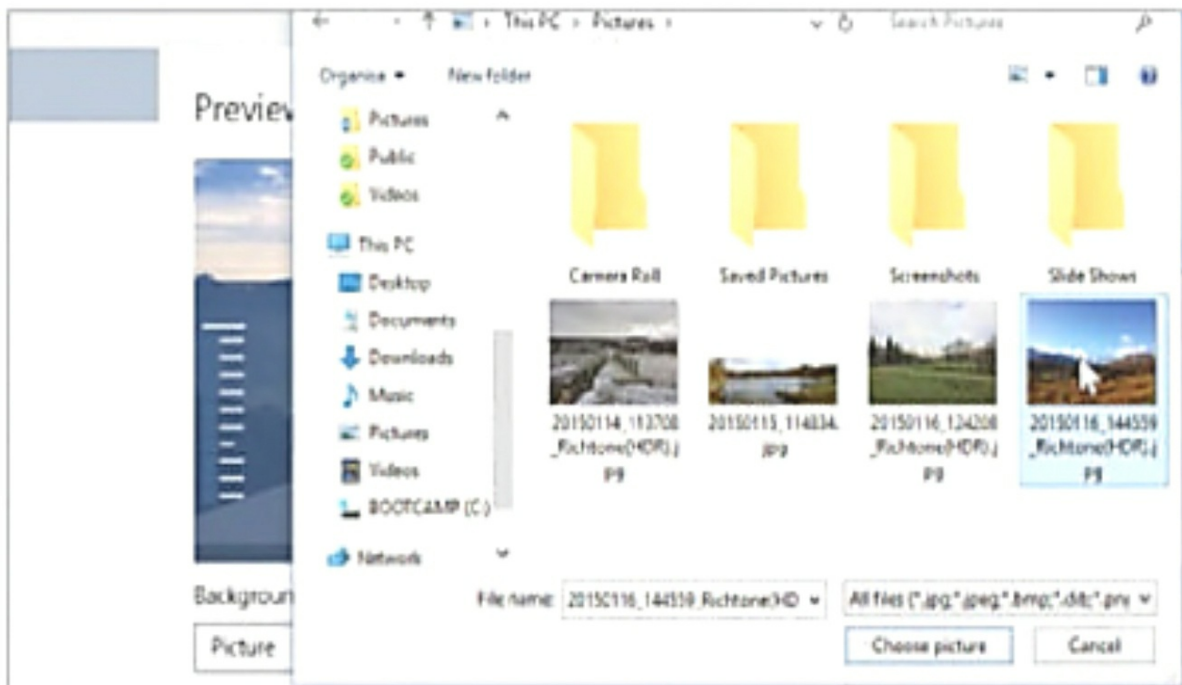 This PC > Pictures >
Search Pictures
Organise
New folder
Preview
Pictures
Public
Videos
This PC
Desktop
Documents
Downloads
Music
Pictures
Videos
BOOTCAMP (C:)
Network
Camera Roll
Saved Pictures
Screenshots
Slide Shows
20150114_113708
_Richtone(HDR).j
pg
20150115_114834.
jpg
20150116_124208
_Richtone(HDR).j
pg
20150116_144559
_Richtone(HDR).j
pg
Backgroun
File name:
20150116_144559_Richtone(HD
All files (*.jpg;*.jpeg;*.bmp;*.dib;*.png
Picture
Choose picture
Cancel